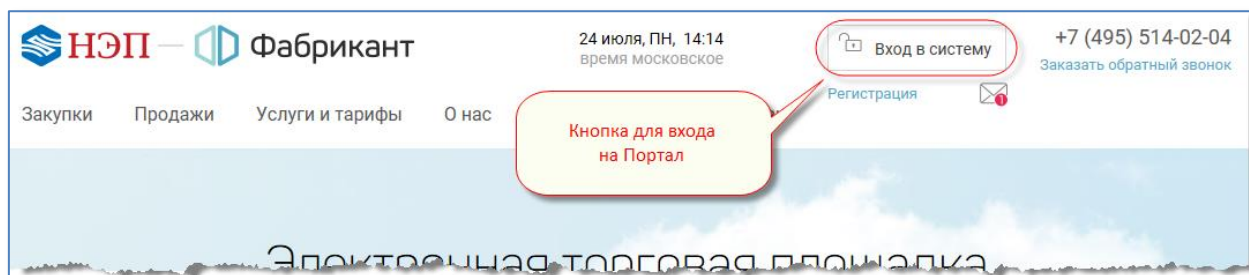 НЭП — Фабрикант
24 июля, ПН, 14:14
время московское
Вход в систему
+7 (495) 514-02-04
Заказать обратный звонок
Регистрация
1
Закупки Продажи Услуги и тарифы О нас
Кнопка для входа
на Портал
Электронная торговая площадка